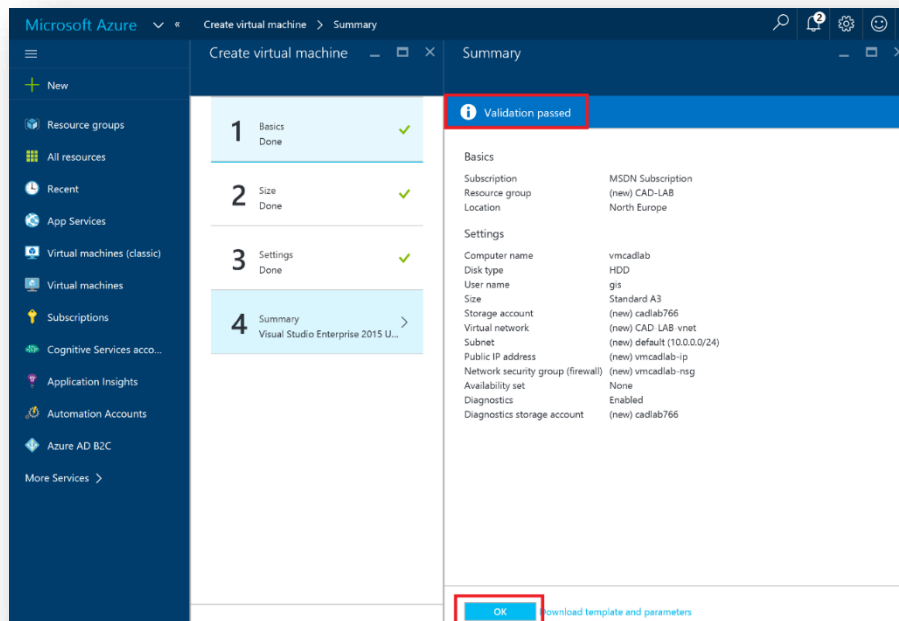 Microsoft Azure
Create virtual machine > Summary
2
New
Resource groups
All resources
Recent
App Services
Virtual machines (classic)
Virtual machines
Subscriptions
Cognitive Services acco...
Application Insights
Automation Accounts
Azure AD B2C
More Services >
Create virtual machine
1 Basics
Done
2 Size
Done
3 Settings
Done
4 Summary
Visual Studio Enterprise 2015 U...
Summary
Validation passed
Basics
Subscription MSDN Subscription
Resource group (new) CAD-LAB
Location North Europe
Settings
Computer name vmcadlab
Disk type HDD
User name gis
Size Standard A3
Storage account (new) cadlab766
Virtual network (new) CAD-LAB-vnet
Subnet (new) default (10.0.0.0/24)
Public IP address (new) vmcadlab-ip
Network security group (firewall) (new) vmcadlab-nsg
Availability set None
Diagnostics Enabled
Diagnostics storage account (new) cadlab766
OK Download template and parameters